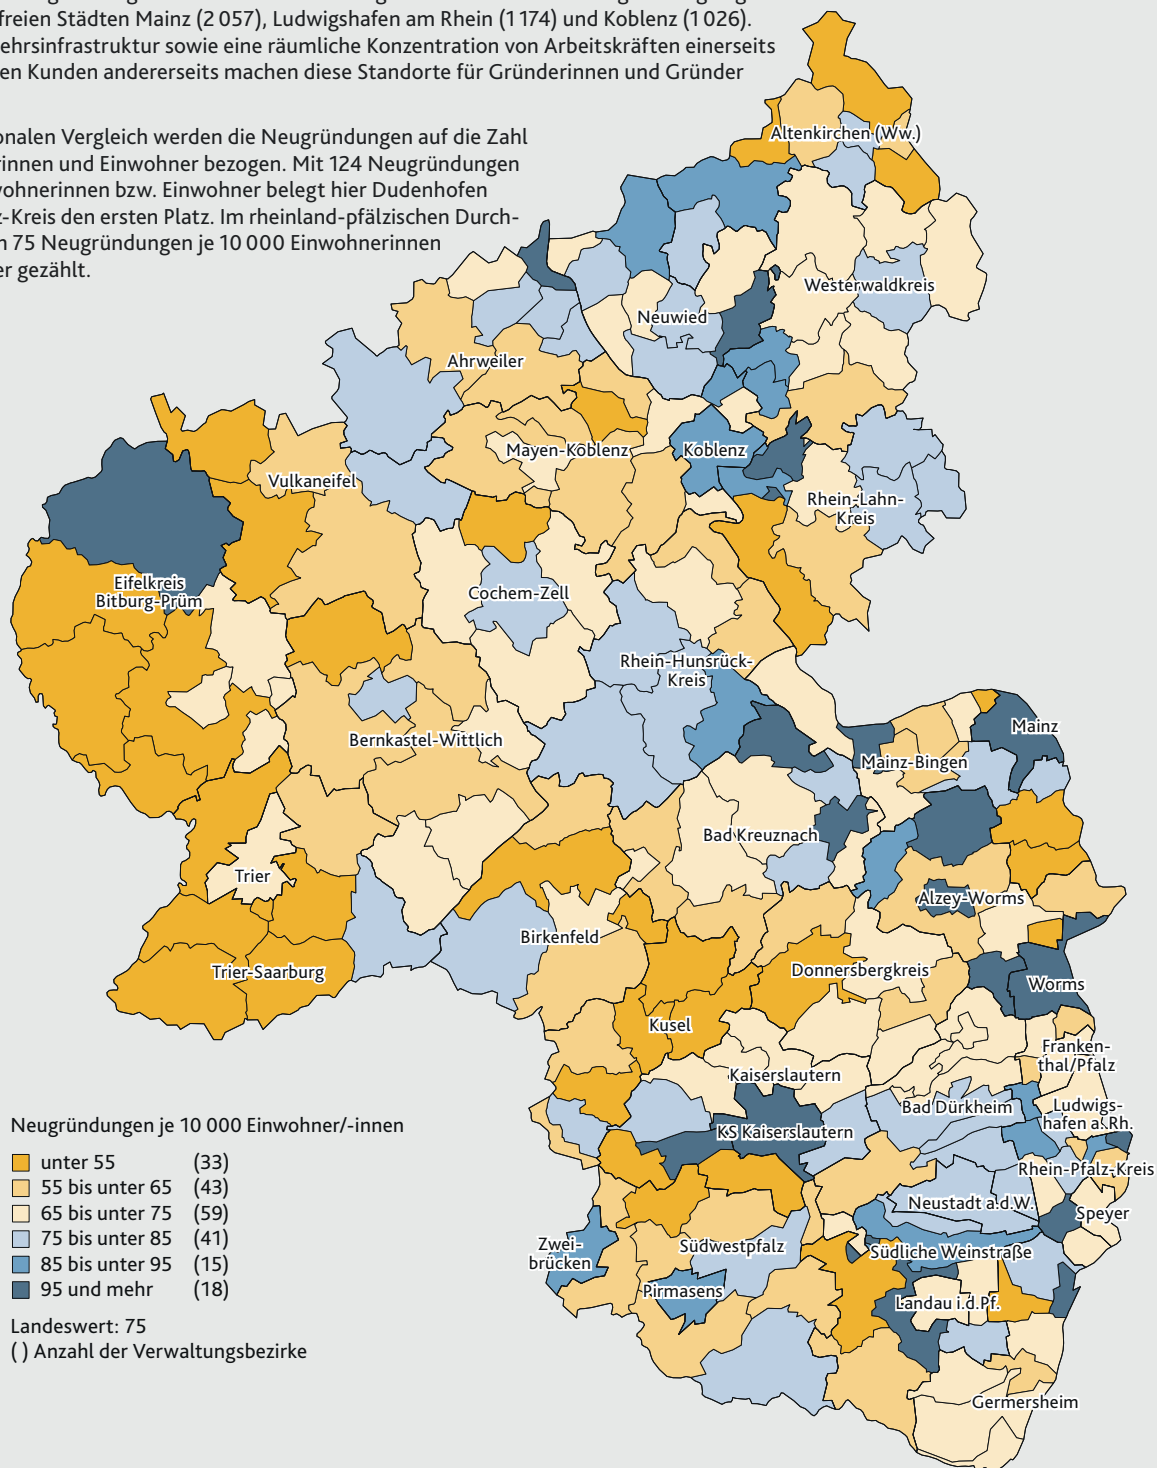 freien Städten Mainz (2 057), Ludwigshafen am Rhein (1 174) und Koblenz (1 026).
ehrsinfrastruktur sowie eine räumliche Konzentration von Arbeitskräften einerseits
en Kunden andererseits machen diese Standorte für Gründerinnen und Gründer
onalen Vergleich werden die Neugründungen auf die Zahl
rinnen und Einwohner bezogen. Mit 124 Neugründungen
wohnerinnen bzw. Einwohner belegt hier Dudenhofen
z-Kreis den ersten Platz. Im rheinland-pfälzischen Durch-
n 75 Neugründungen je 10 000 Einwohnerinnen
er gezählt.
Altenkirchen (Ww.)
Westerwaldkreis
Neuwied
Ahrweiler
Mayen-Koblenz
Koblenz
Vulkaneifel
Rhein-Lahn-
Kreis
Eifelkreis
Bitburg-Prüm
Cochem-Zell
Rhein-Hunsrück-
Kreis
Mainz
Bernkastel-Wittlich
Mainz-Bingen
Bad Kreuznach
Trier
Alzey-Worms
Birkenfeld
Trier-Saarburg
Donnersbergkreis
Worms
Kusel
Franken-
thal/Pfalz
Kaiserslautern
Bad Dürkheim
Ludwigs-
hafen a.Rh.
KS Kaiserslautern
Rhein-Pfalz-Kreis
Neustadt a.d.W.
Speyer
Zwei-
brücken
Südwestpfalz
Südliche Weinstraße
Pirmasens
Landau i.d.Pf.
Germersheim
Neugründungen je 10 000 Einwohner/-innen
unter 55 (33)
55 bis unter 65 (43)
65 bis unter 75 (59)
75 bis unter 85 (41)
85 bis unter 95 (15)
95 und mehr (18)
Landeswert: 75
( ) Anzahl der Verwaltungsbezirke